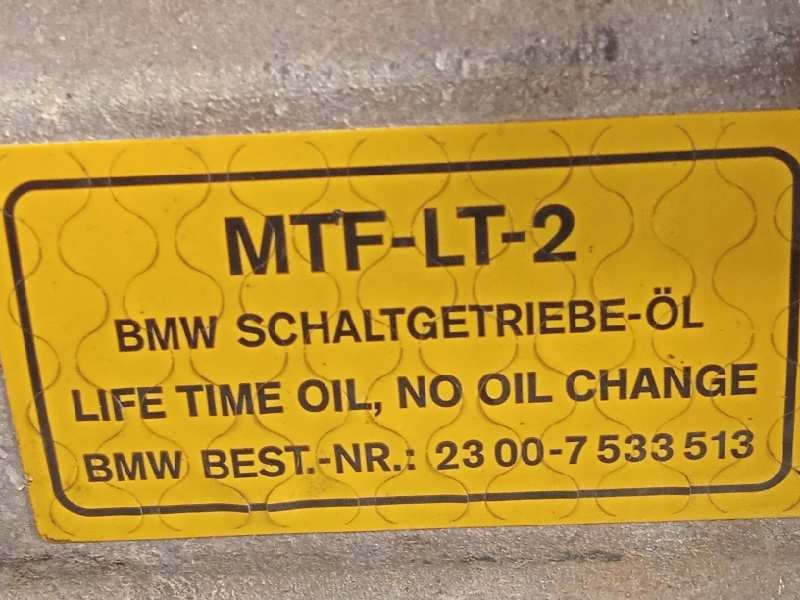 MTF-LT-2
BMW SCHALTGETRIEBE-ÖL
LIFE TIME OIL, NO OIL CHANGE
BMW BEST.-NR.: 23 00-7 533 513